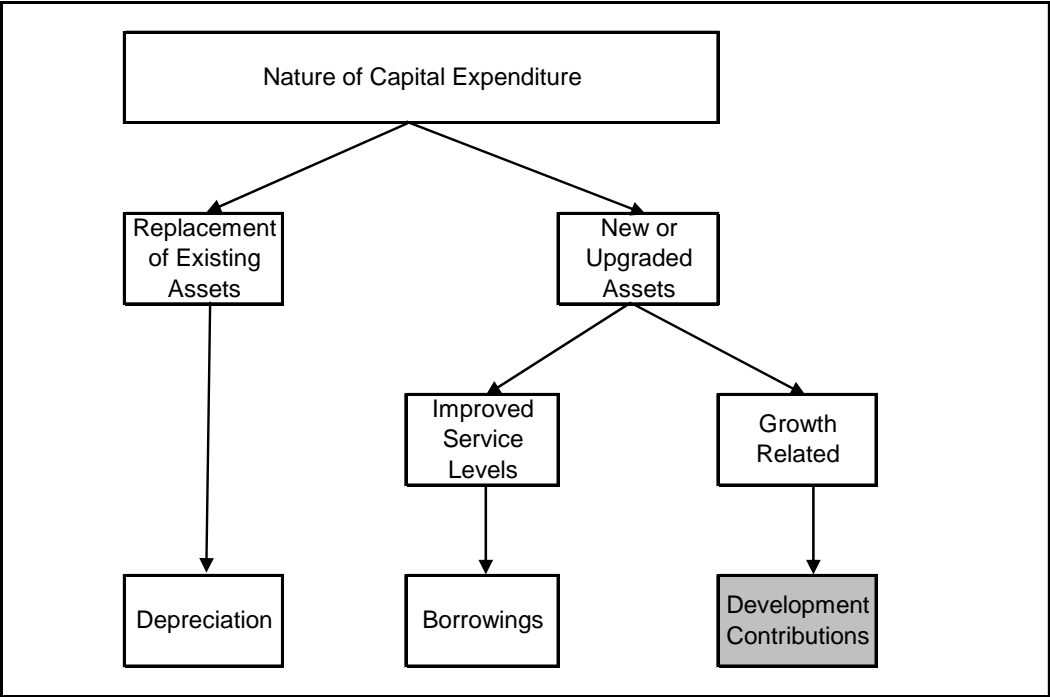 Nature of Capital Expenditure
Replacement
of Existing
Assets
New or
Upgraded
Assets
Improved
Service
Levels
Growth
Related
Depreciation
Borrowings
Development
Contributions